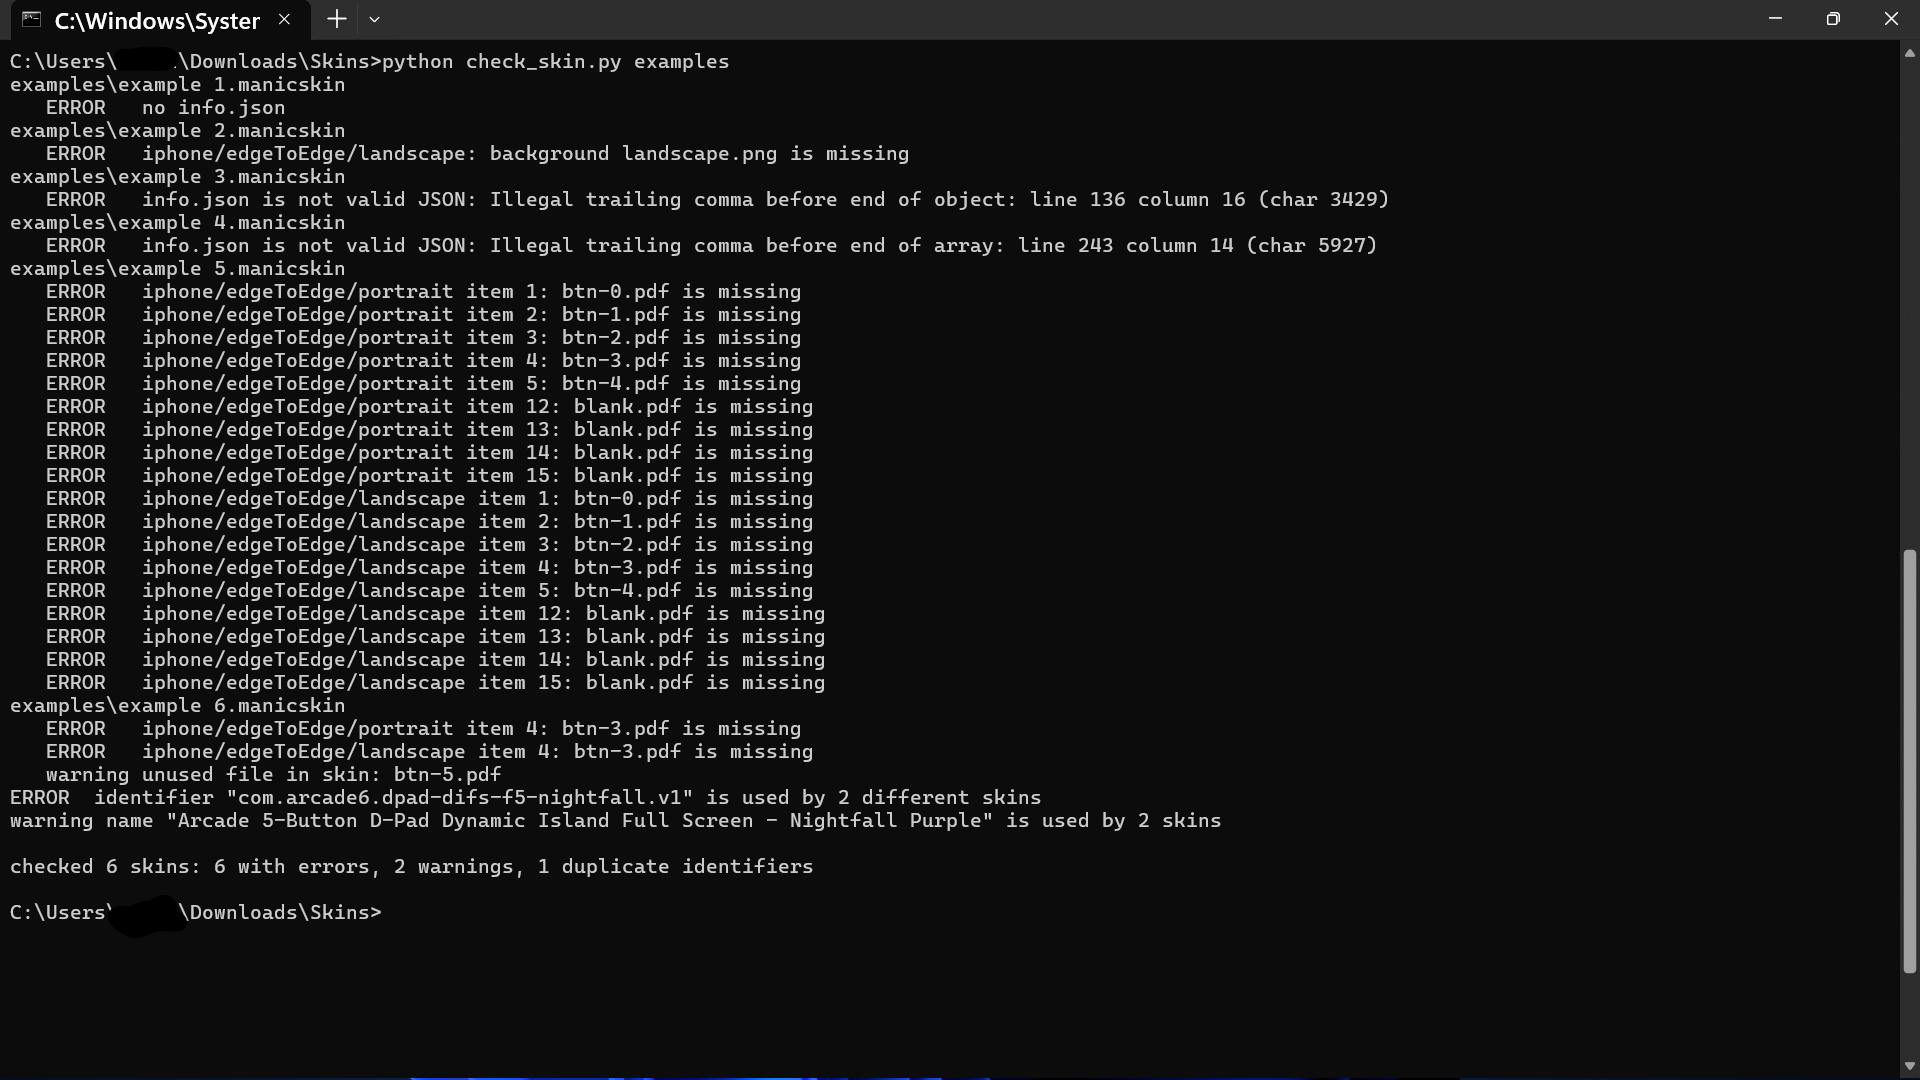 C:\Windows\Syster
C:\Users\ \Downloads\Skins>python check_skin.py examples
examples\example 1.manicskin
   ERROR   no info.json
examples\example 2.manicskin
   ERROR   iphone/edgeToEdge/landscape: background landscape.png is missing
examples\example 3.manicskin
   ERROR   info.json is not valid JSON: Illegal trailing comma before end of object: line 136 column 16 (char 3429)
examples\example 4.manicskin
   ERROR   info.json is not valid JSON: Illegal trailing comma before end of array: line 243 column 14 (char 5927)
examples\example 5.manicskin
   ERROR   iphone/edgeToEdge/portrait item 1: btn-0.pdf is missing
   ERROR   iphone/edgeToEdge/portrait item 2: btn-1.pdf is missing
   ERROR   iphone/edgeToEdge/portrait item 3: btn-2.pdf is missing
   ERROR   iphone/edgeToEdge/portrait item 4: btn-3.pdf is missing
   ERROR   iphone/edgeToEdge/portrait item 5: btn-4.pdf is missing
   ERROR   iphone/edgeToEdge/portrait item 12: blank.pdf is missing
   ERROR   iphone/edgeToEdge/portrait item 13: blank.pdf is missing
   ERROR   iphone/edgeToEdge/portrait item 14: blank.pdf is missing
   ERROR   iphone/edgeToEdge/portrait item 15: blank.pdf is missing
   ERROR   iphone/edgeToEdge/landscape item 1: btn-0.pdf is missing
   ERROR   iphone/edgeToEdge/landscape item 2: btn-1.pdf is missing
   ERROR   iphone/edgeToEdge/landscape item 3: btn-2.pdf is missing
   ERROR   iphone/edgeToEdge/landscape item 4: btn-3.pdf is missing
   ERROR   iphone/edgeToEdge/landscape item 5: btn-4.pdf is missing
   ERROR   iphone/edgeToEdge/landscape item 12: blank.pdf is missing
   ERROR   iphone/edgeToEdge/landscape item 13: blank.pdf is missing
   ERROR   iphone/edgeToEdge/landscape item 14: blank.pdf is missing
   ERROR   iphone/edgeToEdge/landscape item 15: blank.pdf is missing
examples\example 6.manicskin
   ERROR   iphone/edgeToEdge/portrait item 4: btn-3.pdf is missing
   ERROR   iphone/edgeToEdge/landscape item 4: btn-3.pdf is missing
   warning unused file in skin: btn-5.pdf
ERROR  identifier "com.arcade6.dpad-difs-f5-nightfall.v1" is used by 2 different skins
warning name "Arcade 5-Button D-Pad Dynamic Island Full Screen - Nightfall Purple" is used by 2 skins
checked 6 skins: 6 with errors, 2 warnings, 1 duplicate identifiers
C:\Users\ \Downloads\Skins>